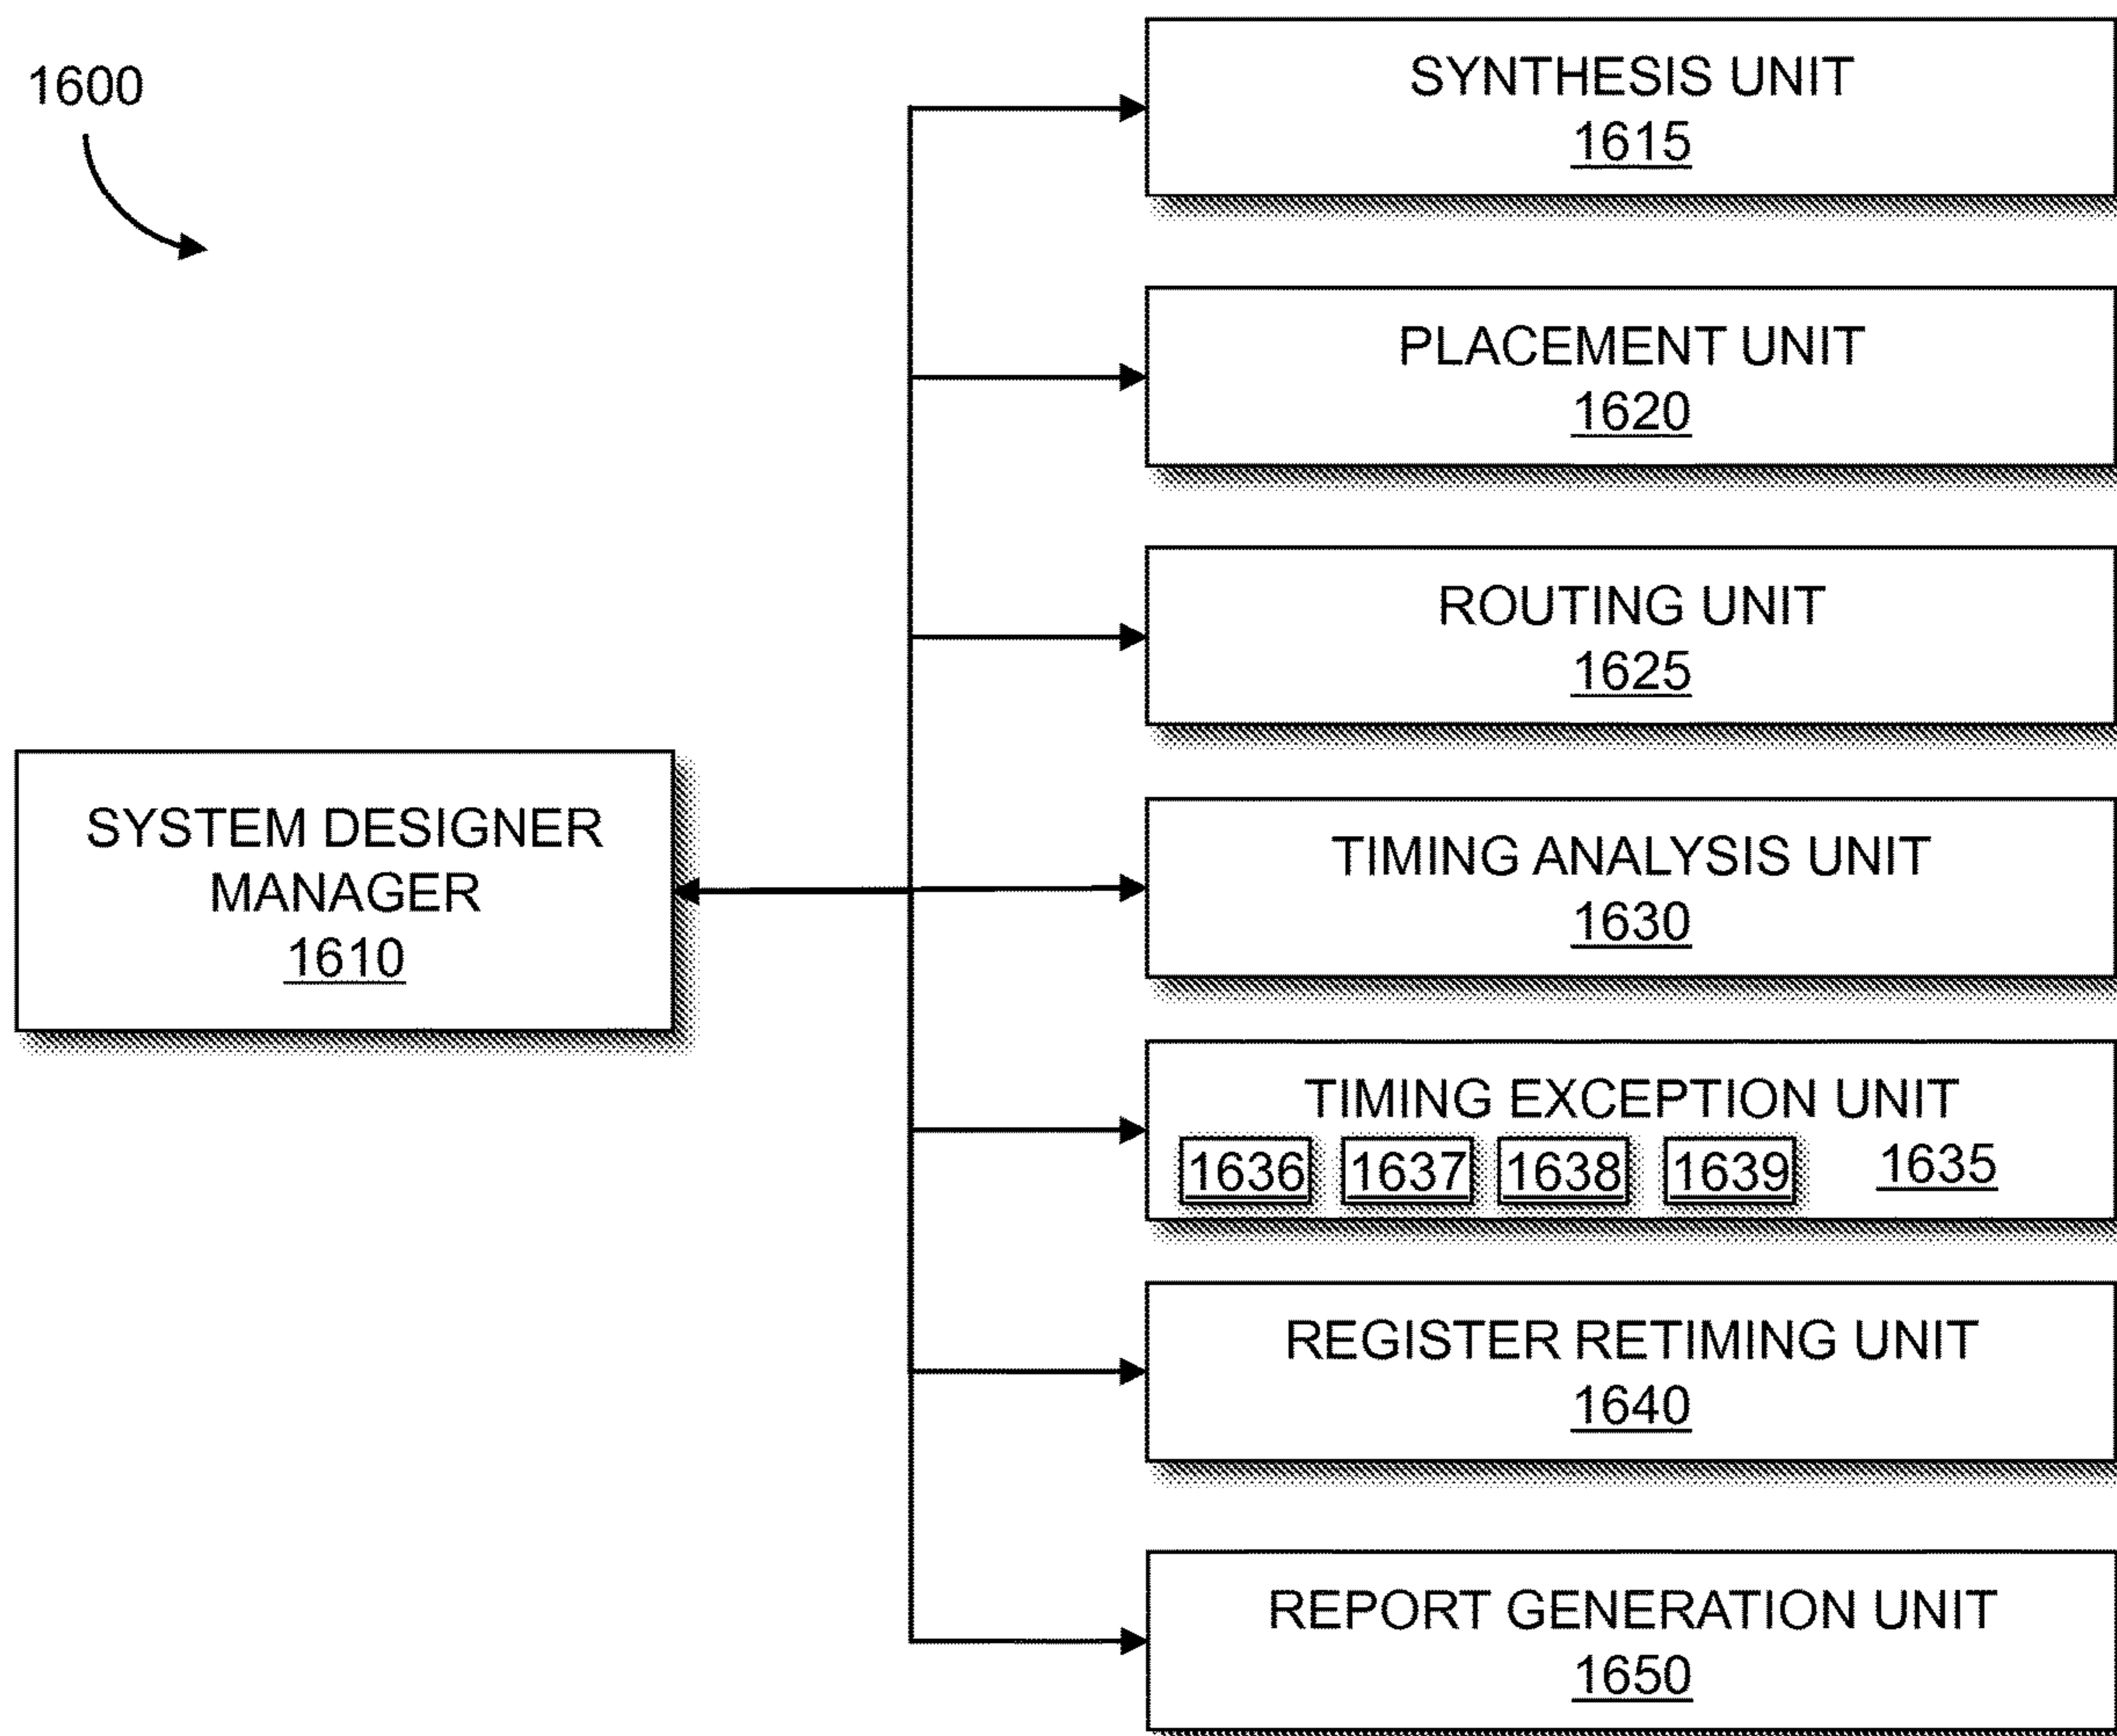 1600
SYNTHESIS UNIT
1615
PLACEMENT UNIT
1620
ROUTING UNIT
1625
SYSTEM DESIGNER
MANAGER
1610
TIMING ANALYSIS UNIT
1630
TIMING EXCEPTION UNIT
1636 1637 1638 1639 1635
REGISTER RETIMING UNIT
1640
REPORT GENERATION UNIT
1650